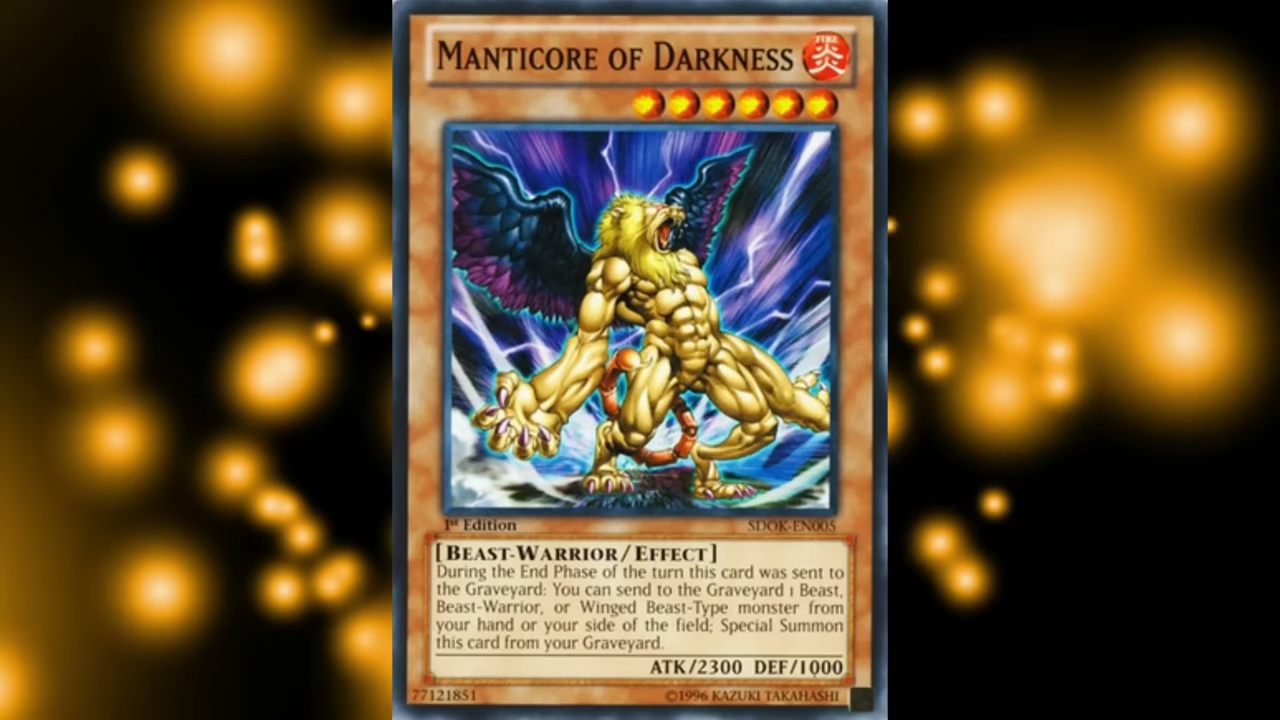 MANTICORE OF DARKNESS
FIRE
炎
1st Edition
SDOK-EN005
[BEAST-WARRIOR/EFFECT]
During the End Phase of the turn this card was sent to
the Graveyard: You can send to the Graveyard 1 Beast,
Beast-Warrior, or Winged Beast-Type monster from
your hand or your side of the field; Special Summon
this card from your Graveyard.
ATK/2300 DEF/1000
77121851
©1996 KAZUKI TAKAHASHI